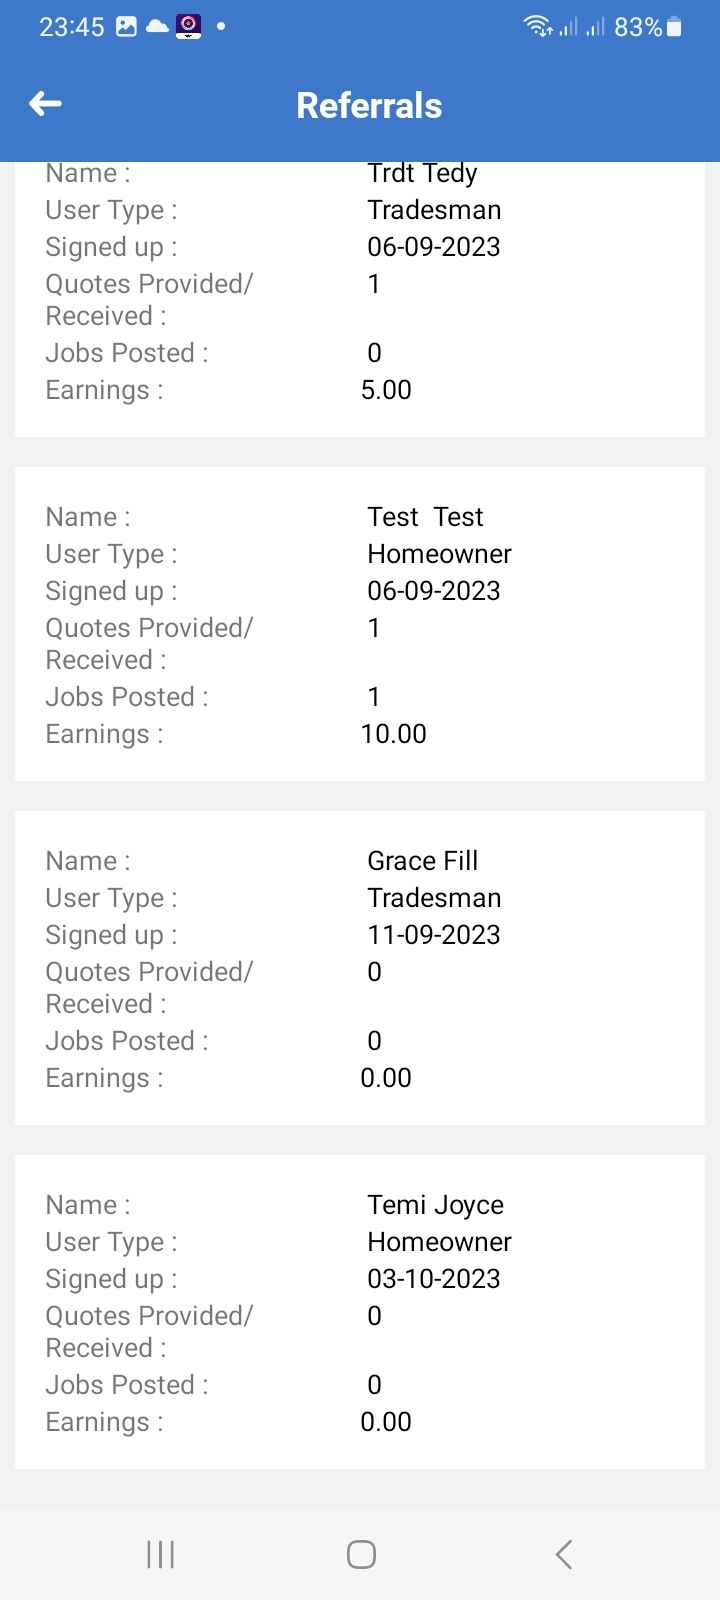 23:45 83%
Referrals
Name : Trdt Tedy
User Type : Tradesman
Signed up : 06-09-2023
Quotes Provided/ 1
Received :
Jobs Posted : 0
Earnings : 5.00
Name : Test  Test
User Type : Homeowner
Signed up : 06-09-2023
Quotes Provided/ 1
Received :
Jobs Posted : 1
Earnings : 10.00
Name : Grace Fill
User Type : Tradesman
Signed up : 11-09-2023
Quotes Provided/ 0
Received :
Jobs Posted : 0
Earnings : 0.00
Name : Temi Joyce
User Type : Homeowner
Signed up : 03-10-2023
Quotes Provided/ 0
Received :
Jobs Posted : 0
Earnings : 0.00